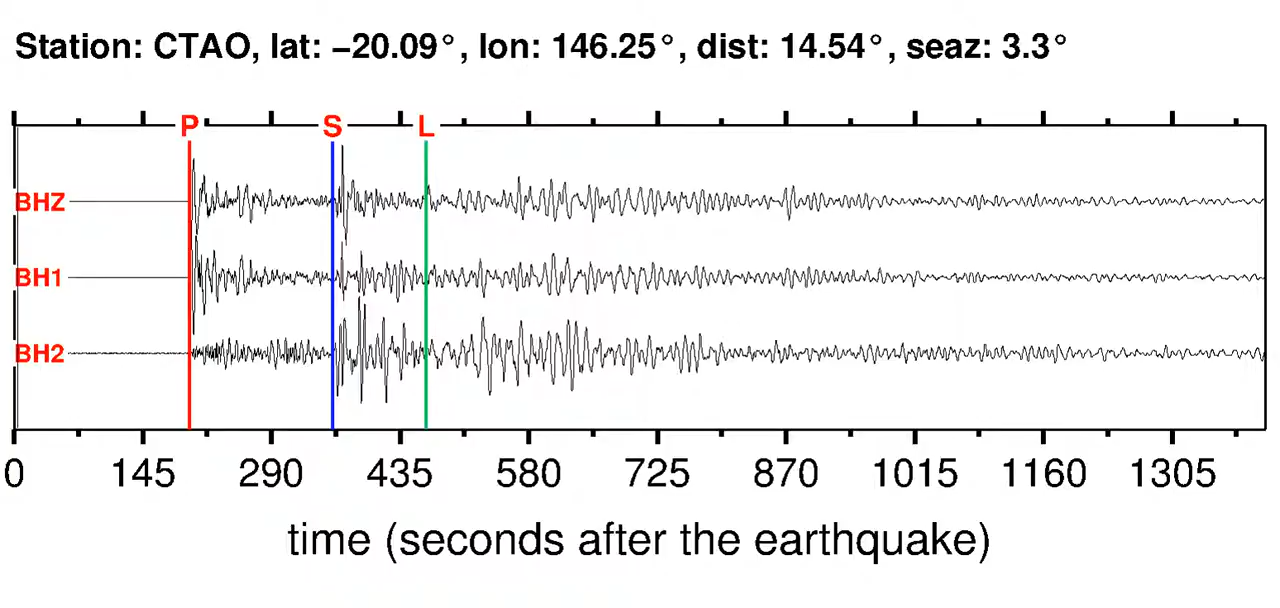 Station: CTAO, lat: −20.09°, lon: 146.25°, dist: 14.54°, seaz: 3.3°
P S L
BHZ
BH1
BH2
0 145 290 435 580 725 870 1015 1160 1305
time (seconds after the earthquake)